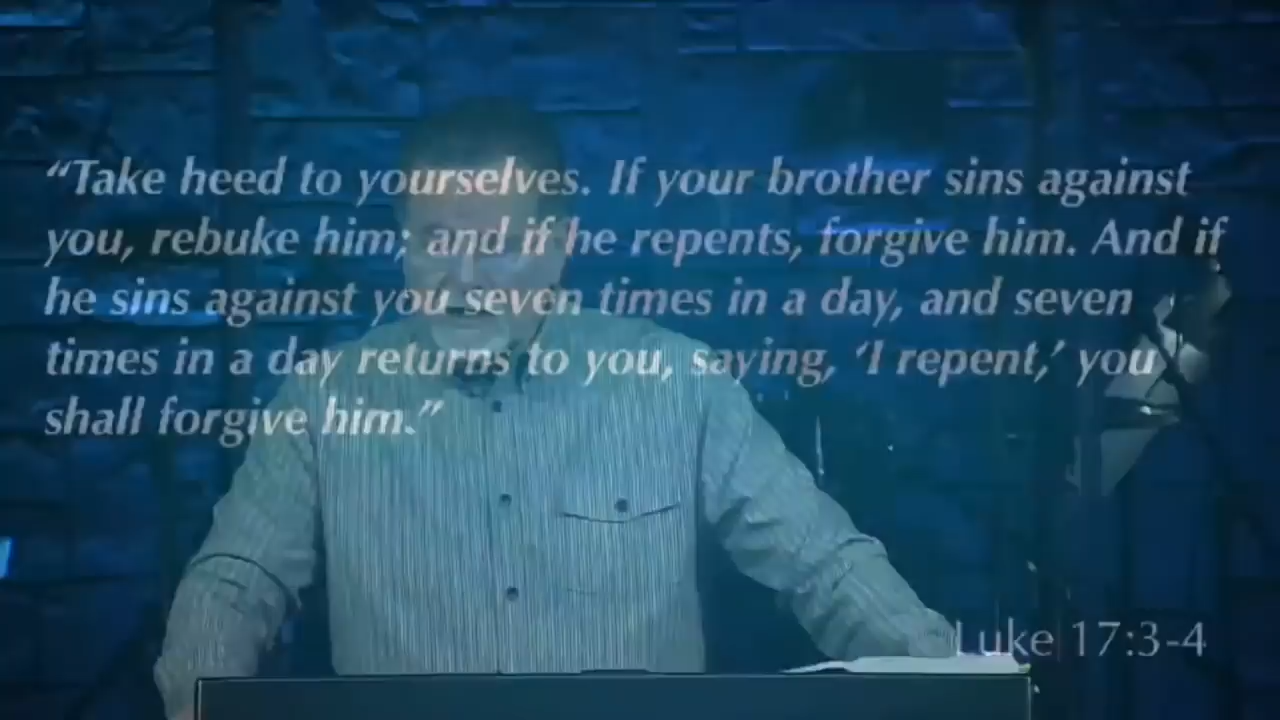 “Take heed to yourselves. If your brother sins against
you, rebuke him; and if he repents, forgive him. And if
he sins against you seven times in a day, and seven
times in a day returns to you, saying, ‘I repent,’ you
shall forgive him.”
Luke 17:3-4